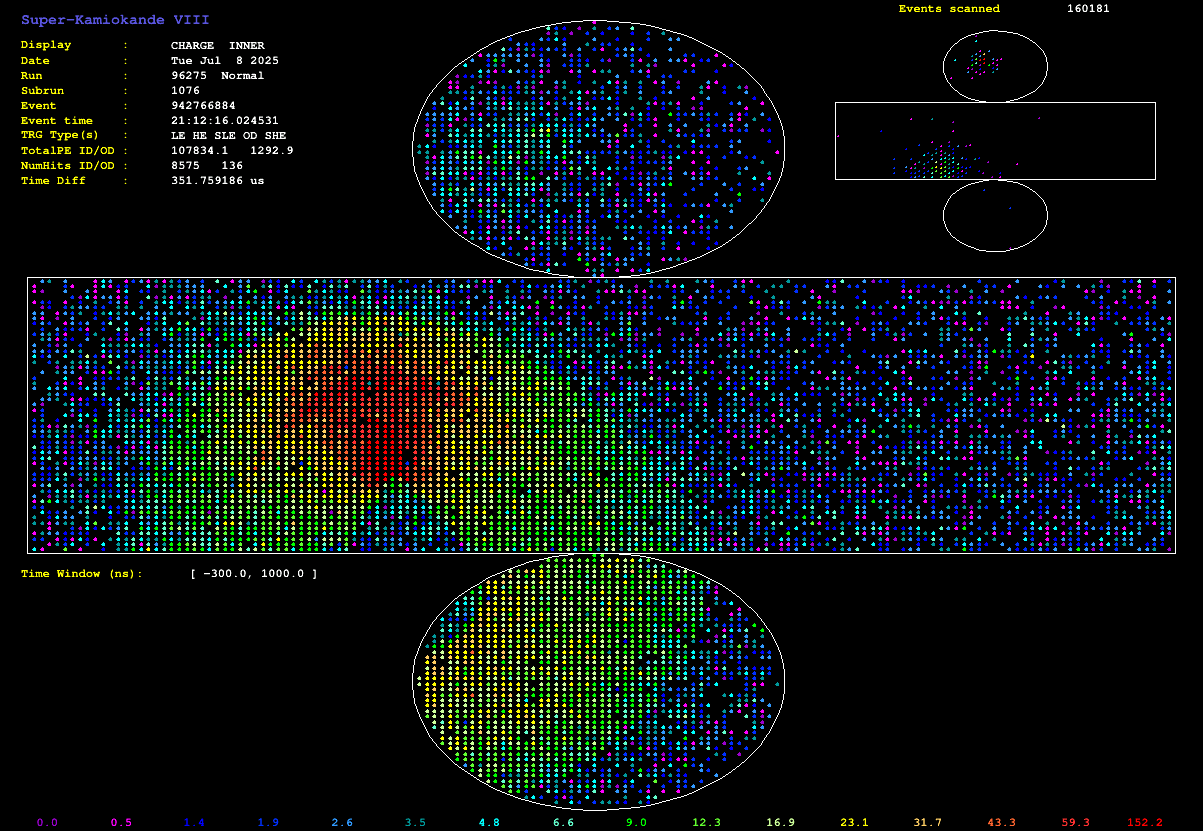 Super-Kamiokande VIII
Events scanned 160181
Display : CHARGE INNER
Date : Tue Jul 8 2025
Run : 96275 Normal
Subrun : 1076
Event : 942766884
Event time : 21:12:16.024531
TRG Type(s) : LE HE SLE OD SHE
TotalPE ID/OD : 107834.1 1292.9
NumHits ID/OD : 8575 136
Time Diff : 351.759186 us
Time Window (ns): [ -300.0, 1000.0 ]
0.0 0.5 1.4 1.9 2.6 3.5 4.8 6.6 9.0 12.3 16.9 23.1 31.7 43.3 59.3 152.2